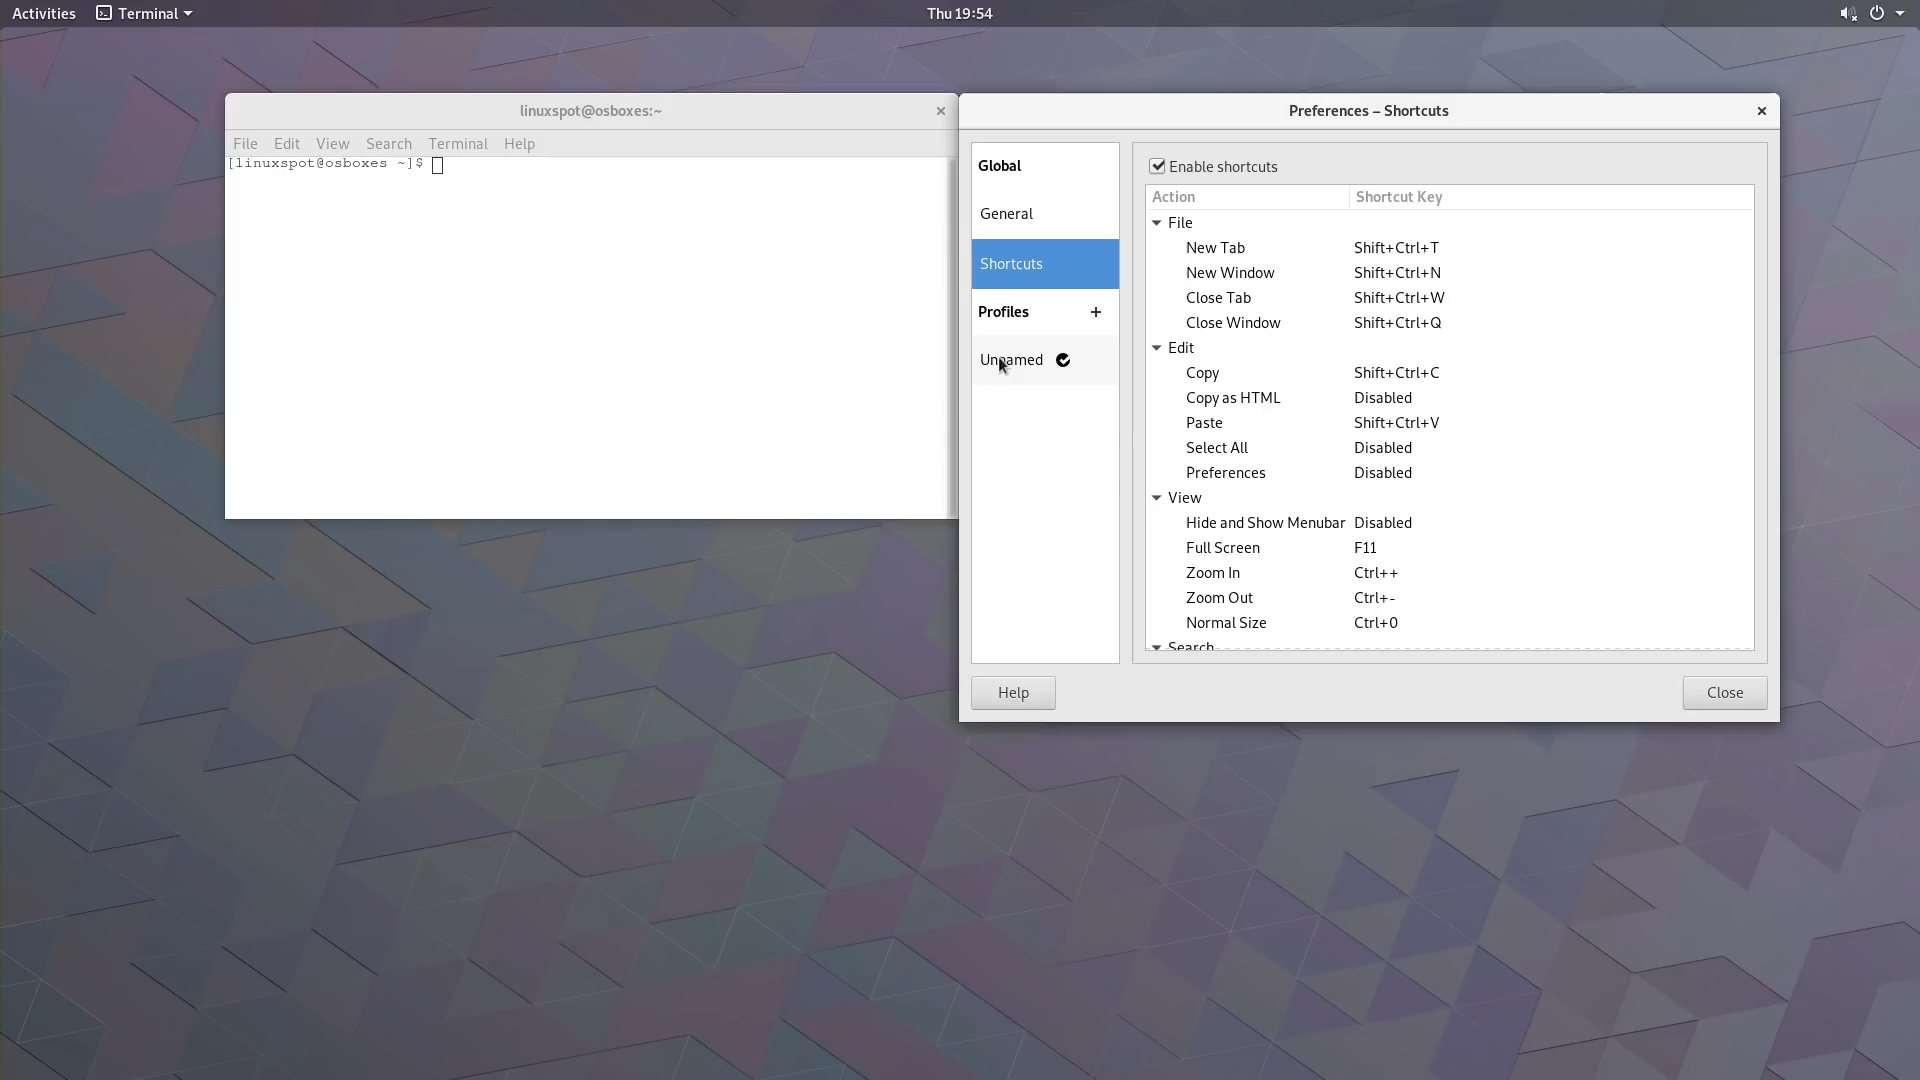 Activities Terminal Thu 19:54
linuxspot@osboxes:~
File Edit View Search Terminal Help
[linuxspot@osboxes ~]$
Preferences – Shortcuts
Global
General
Shortcuts
Profiles +
Unnamed
Enable shortcuts
Action Shortcut Key
File
New Tab Shift+Ctrl+T
New Window Shift+Ctrl+N
Close Tab Shift+Ctrl+W
Close Window Shift+Ctrl+Q
Edit
Copy Shift+Ctrl+C
Copy as HTML Disabled
Paste Shift+Ctrl+V
Select All Disabled
Preferences Disabled
View
Hide and Show Menubar Disabled
Full Screen F11
Zoom In Ctrl++
Zoom Out Ctrl+-
Normal Size Ctrl+0
Search
Help Close